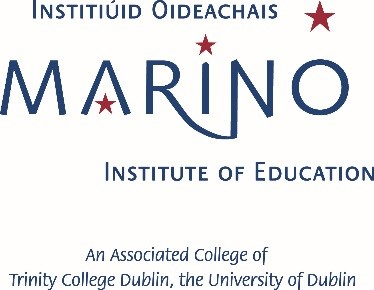 INSTITIÚID OIDEACHAIS
MARINO
INSTITUTE OF EDUCATION
An Associated College of
Trinity College Dublin, the University of Dublin